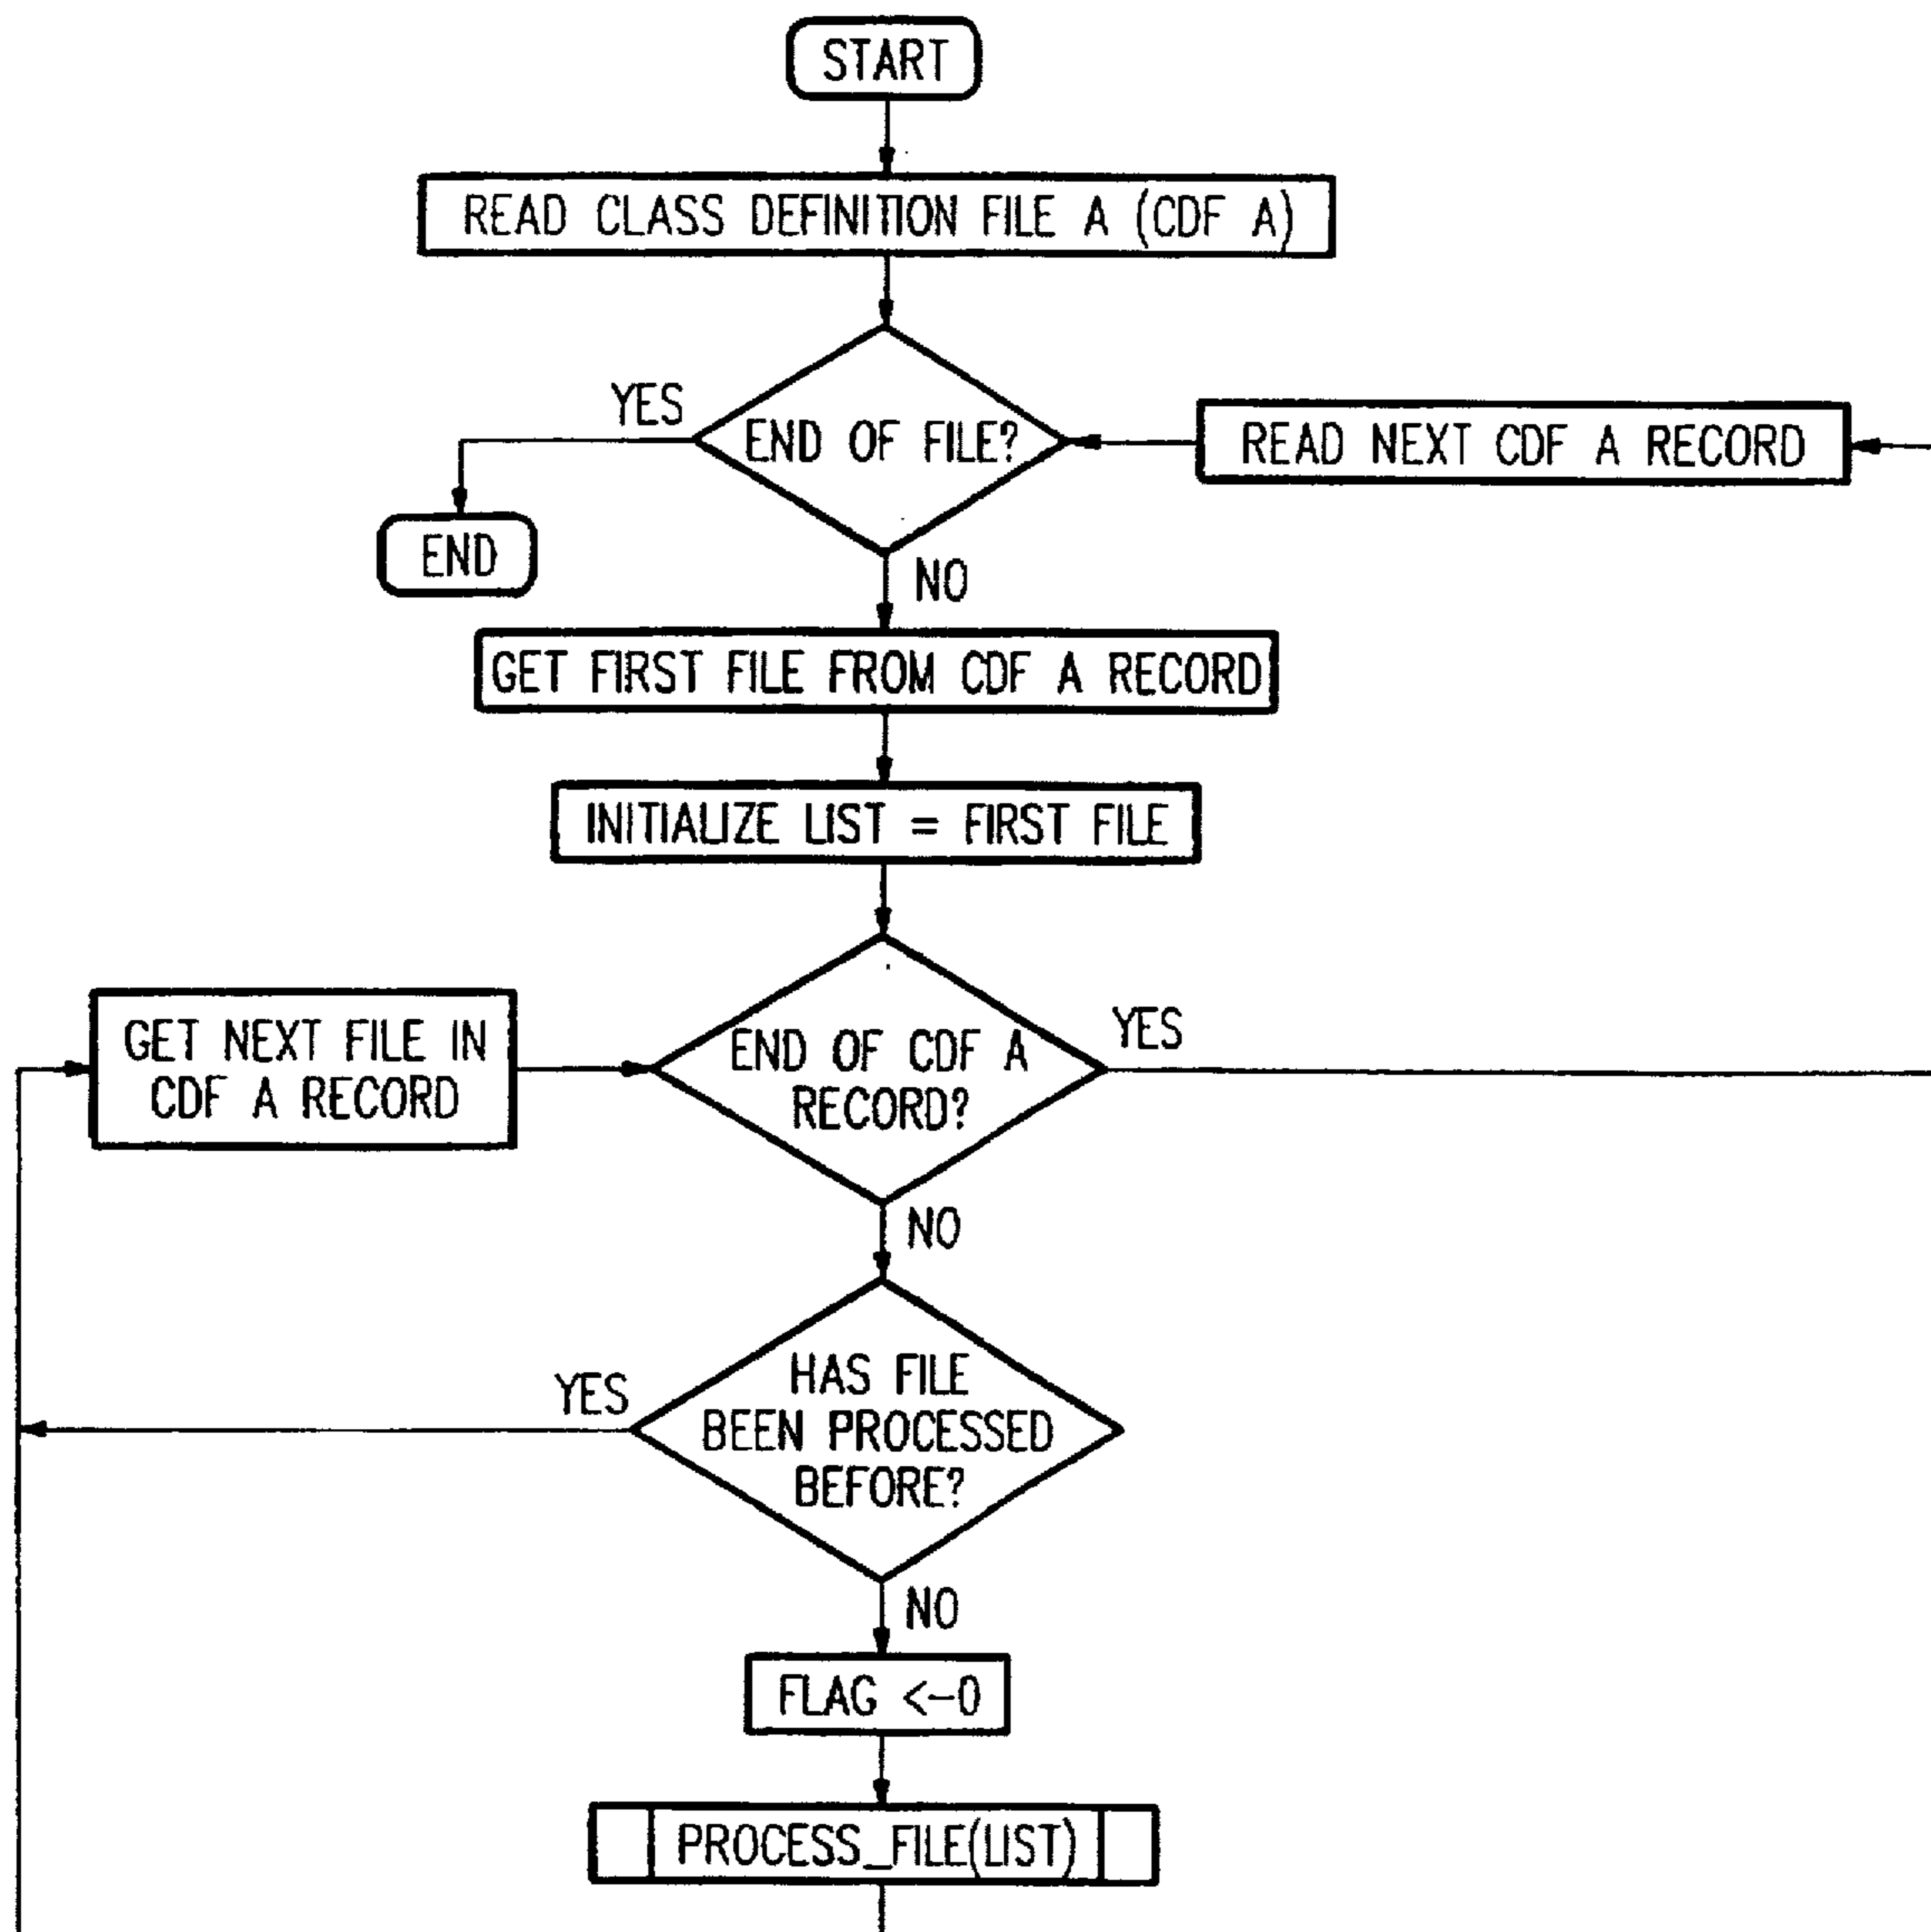 START
READ CLASS DEFINITION FILE A (CDF A)
YES
END OF FILE?
READ NEXT CDF A RECORD
END
NO
GET FIRST FILE FROM CDF A RECORD
INITIALIZE LIST = FIRST FILE
GET NEXT FILE IN
CDF A RECORD
END OF CDF A
RECORD?
YES
NO
YES
HAS FILE
BEEN PROCESSED
BEFORE?
NO
FLAG <-0
PROCESS_FILE(LIST)